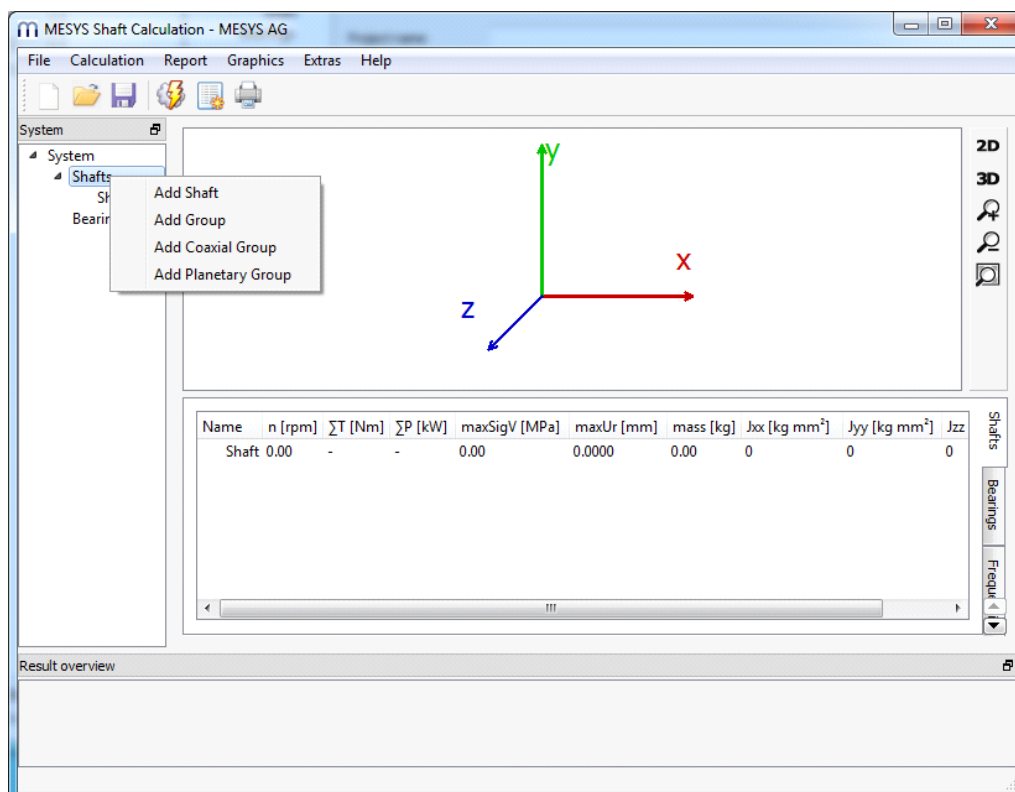 MESYS Shaft Calculation - MESYS AG
File Calculation Report Graphics Extras Help
System
System
Shafts
Add Shaft
Add Group
Add Coaxial Group
Add Planetary Group
y
x
z
2D
3D
Name n [rpm] ∑T [Nm] ∑P [kW] maxSigV [MPa] maxUr [mm] mass [kg] Jxx [kg mm²] Jyy [kg mm²] Jzz
Shaft 0.00 - - 0.00 0.0000 0.00 0 0 0
Shafts
Bearings
Result overview